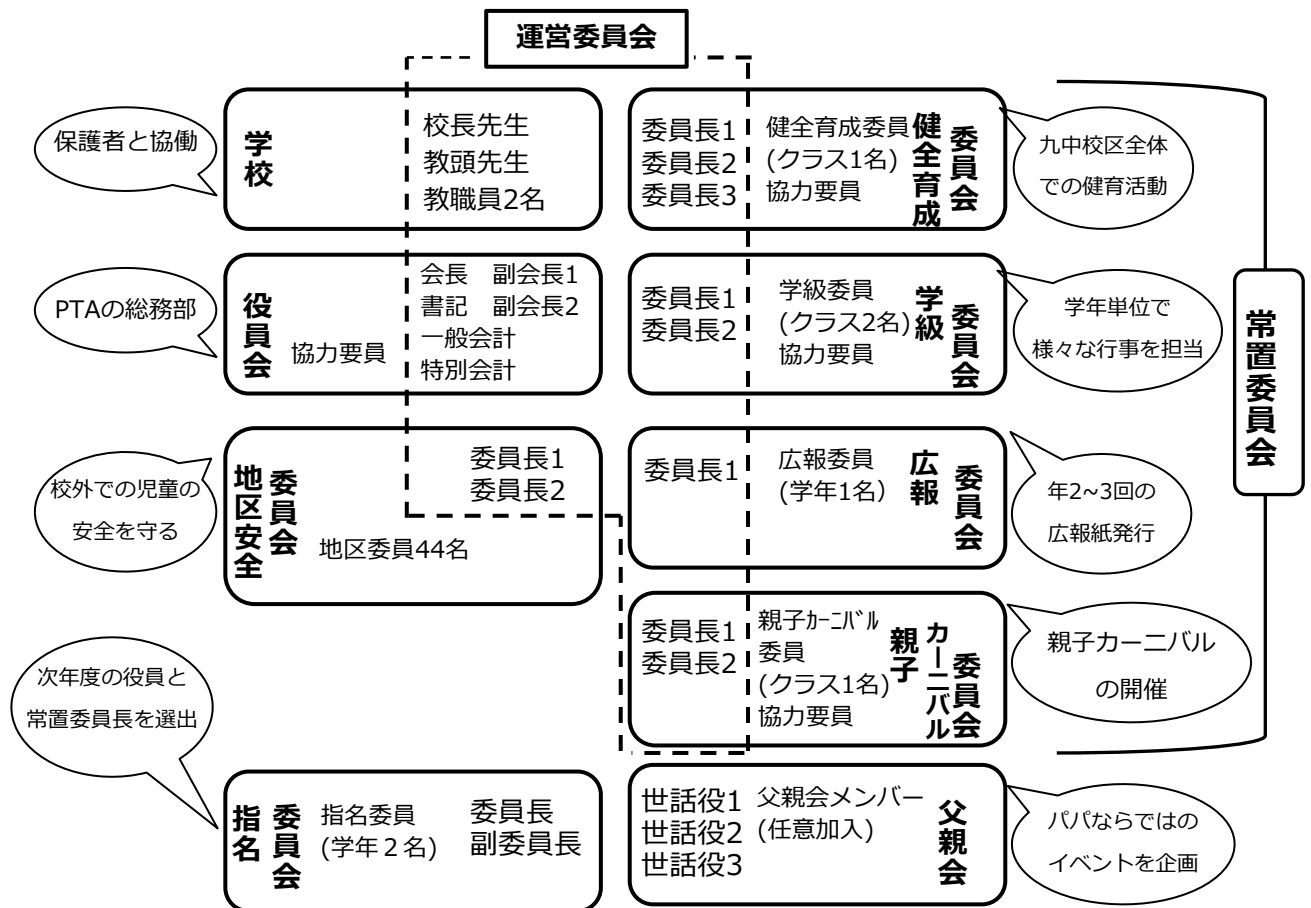 運営委員会
保護者と協働
学校
校長先生
教頭先生
教職員2名
委員長1
委員長2
委員長3
健全育成委員
(クラス1名)
協力要員
健全育成
委員会
九中校区全体
での健育活動
PTAの総務部
役員会
協力要員
会長　副会長1
書記　副会長2
一般会計
特別会計
委員長1
委員長2
学級委員
(クラス2名)
協力要員
学級
委員会
学年単位で
様々な行事を担当
常置委員会
校外での児童の
安全を守る
地区安全
委員会
委員長1
委員長2
地区委員44名
委員長1
広報委員
(学年1名)
広報
委員会
年2~3回の
広報紙発行
委員長1
委員長2
親子ｶｰﾆﾊﾞﾙ
委員
(クラス1名)
協力要員
親子
カーニバル
委員会
親子カーニバル
の開催
次年度の役員と
常置委員長を選出
指名
委員会
指名委員
(学年２名)
委員長
副委員長
世話役1
世話役2
世話役3
父親会メンバー
(任意加入)
父親会
パパならではの
イベントを企画